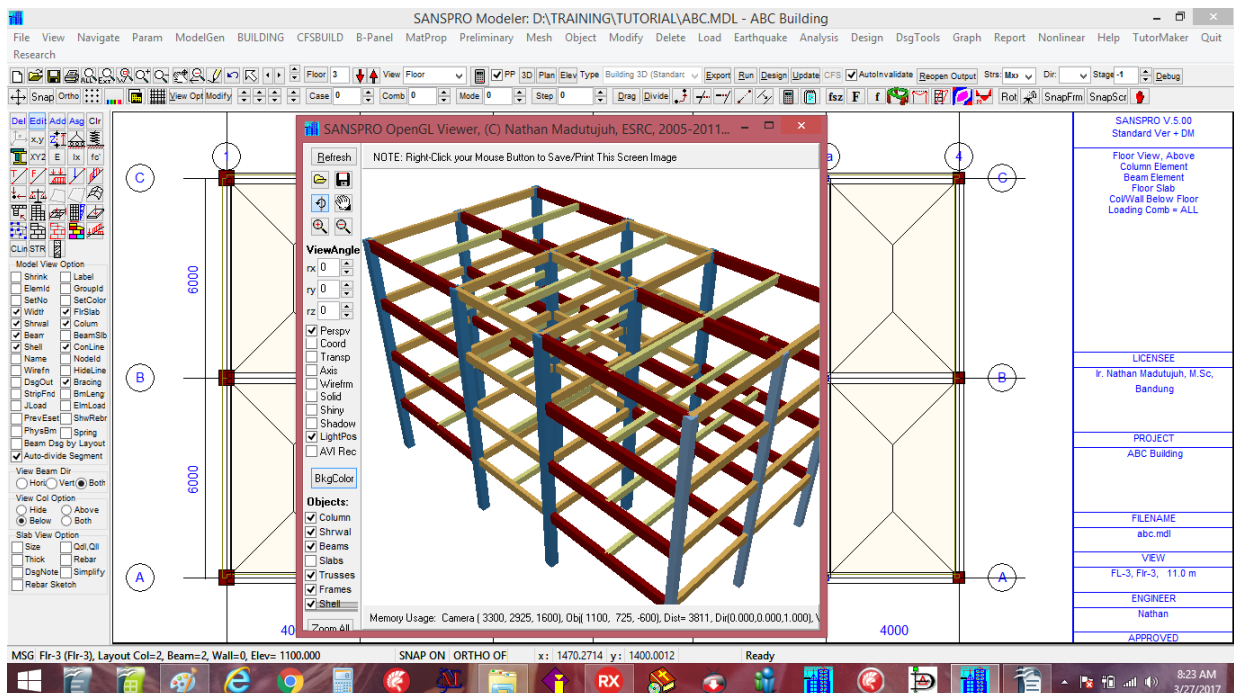 SANSPRO Modeler: D:\TRAINING\TUTORIAL\ABC.MDL - ABC Building
File View Navigate Param ModelGen BUILDING CFSBUILD B-Panel MatProp Preliminary Mesh Object Modify Delete Load Earthquake Analysis Design DsgTools Graph Report Nonlinear Help TutorMaker Quit
Research
ALL EXT Floor 3 View Floor PP 3D Plan Elev Type Building 3D (Standarc Export Run Design Update CFS AutoInvalidate Reopen Output Strs: Mxx Dir: Stage -1 Debug
Snap Ortho View Opt Modify Case 0 Comb 0 Mode 0 Step 0 Drag Divide fsz F f Rot SnapFrm SnapScr
Del Edit Add Asg Clr
x,y
XY2 E Ix fc'
CLin STR
Model View Option
Shrink Label
ElemId GroupId
SetNo SetColor
Width FlrSlab
Shrwal Colum
Beam BeamSlb
Shell ConLine
Name NodeId
Wirefn HideLine
DsgOut Bracing
StripFnd BmLeng
JLoad ElmLoad
PrevEset ShwRebr
PhysBm Spring
Beam Dsg by Layout
Auto-divide Segment
View Beam Dir
Hori Vert Both
View Col Option
Hide Above
Below Both
Slab View Option
Size Qdl,Qll
Thick Rebar
DsgNote Simplify
Rebar Sketch
1
C
6000
B
6000
A
40
SANSPRO OpenGL Viewer, (C) Nathan Madutujuh, ESRC, 2005-2011...
Refresh
NOTE: Right-Click your Mouse Button to Save/Print This Screen Image
ViewAngle
rx 0
ry 0
rz 0
Perspv
Coord
Transp
Axis
Wirefrm
Solid
Shiny
Shadow
LightPos
AVI Rec
BkgColor
Objects:
Column
Shrwal
Beams
Slabs
Trusses
Frames
Shell
Zoom All
Memory Usage: Camera ( 3300, 2925, 1600), Obj( 1100, 725, -600), Dist= 3811, Dir(0.000,0.000,1.000),
a
4
C
B
A
4000
SANSPRO V.5.00
Standard Ver + DM
Floor View, Above
Column Element
Beam Element
Floor Slab
Col/Wall Below Floor
Loading Comb = ALL
LICENSEE
Ir. Nathan Madutujuh, M.Sc,
Bandung
PROJECT
ABC Building
FILENAME
abc.mdl
VIEW
FL-3, Flr-3, 11.0 m
ENGINEER
Nathan
APPROVED
MSG Flr-3 (Flr-3), Layout Col=2, Beam=2, Wall=0, Elev= 1100.000 SNAP ON ORTHO OF x: 1470.2714 y: 1400.0012 Ready
RX
8:23 AM
3/27/2017